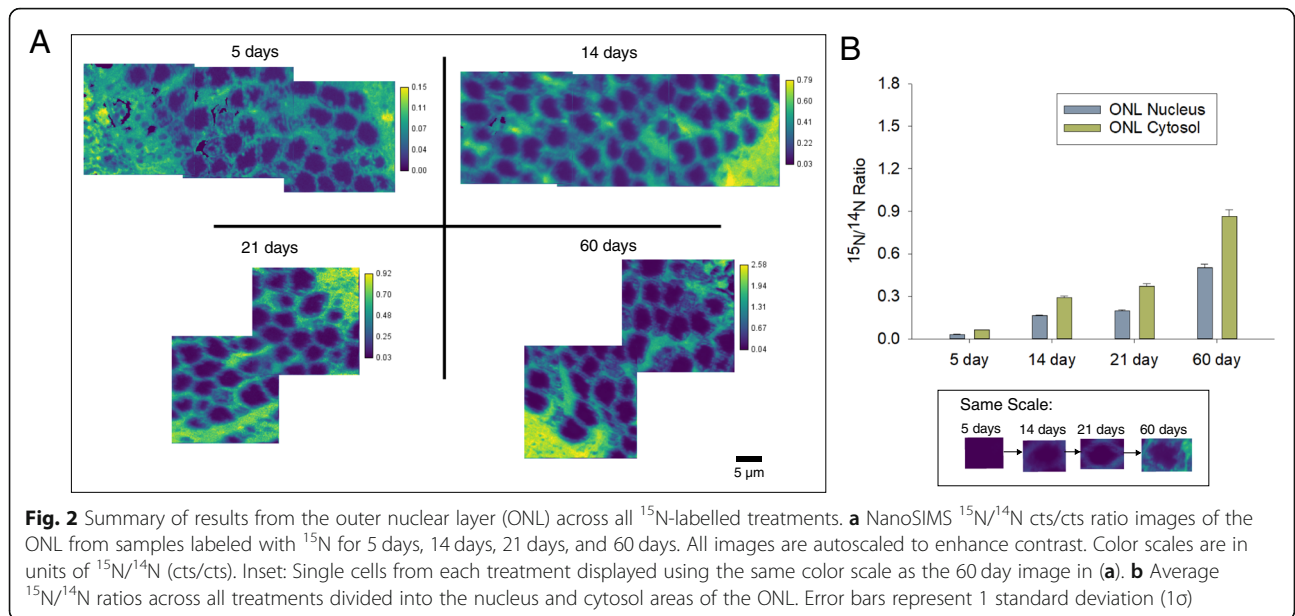 A
5 days
0.15
0.11
0.08
0.04
0.00
14 days
0.79
0.60
0.41
0.22
0.03
21 days
0.92
0.70
0.48
0.25
0.03
60 days
2.58
1.94
1.31
0.67
0.04
5 µm
B
1.8
1.5
1.2
0.9
0.6
0.3
0.0
¹⁵N/¹⁴N Ratio
ONL Nucleus
ONL Cytosol
5 day 14 day 21 day 60 day
Same Scale:
5 days 14 days 21 days 60 days
Fig. 2 Summary of results from the outer nuclear layer (ONL) across all ¹⁵N-labelled treatments. a NanoSIMS ¹⁵N/¹⁴N cts/cts ratio images of the
ONL from samples labeled with ¹⁵N for 5 days, 14 days, 21 days, and 60 days. All images are autoscaled to enhance contrast. Color scales are in
units of ¹⁵N/¹⁴N (cts/cts). Inset: Single cells from each treatment displayed using the same color scale as the 60 day image in (a). b Average
¹⁵N/¹⁴N ratios across all treatments divided into the nucleus and cytosol areas of the ONL. Error bars represent 1 standard deviation (1σ)